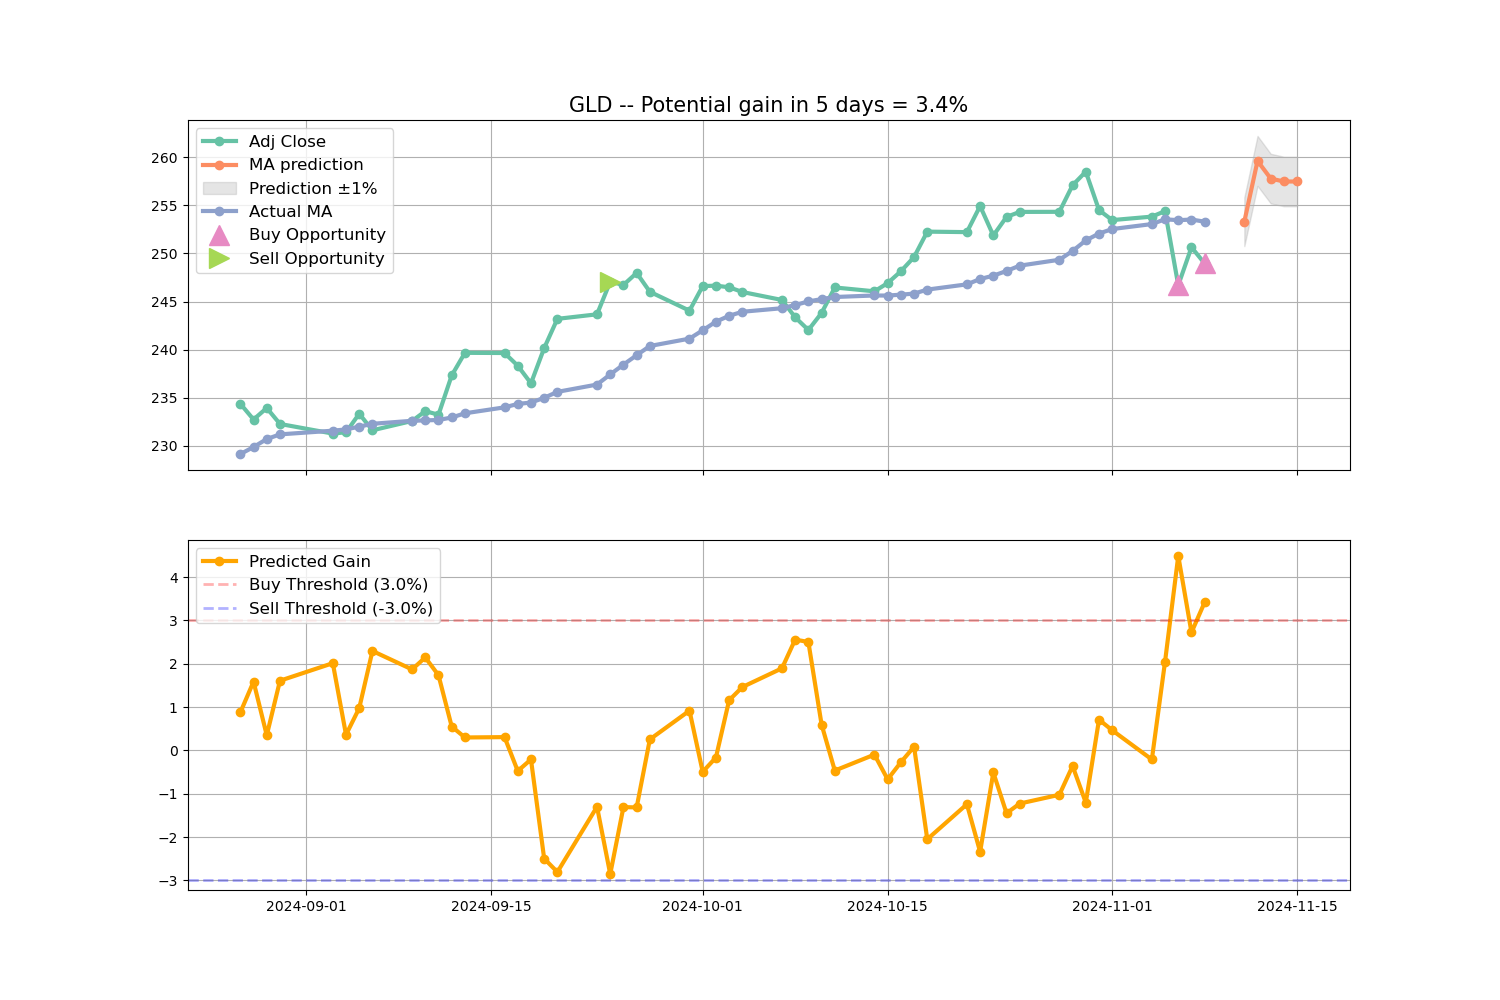 GLD -- Potential gain in 5 days = 3.4%
Adj Close
MA prediction
Prediction ±1%
Actual MA
Buy Opportunity
Sell Opportunity
260
255
250
245
240
235
230
Predicted Gain
Buy Threshold (3.0%)
Sell Threshold (-3.0%)
4
3
2
1
0
−1
−2
−3
2024-09-01 2024-09-15 2024-10-01 2024-10-15 2024-11-01 2024-11-15